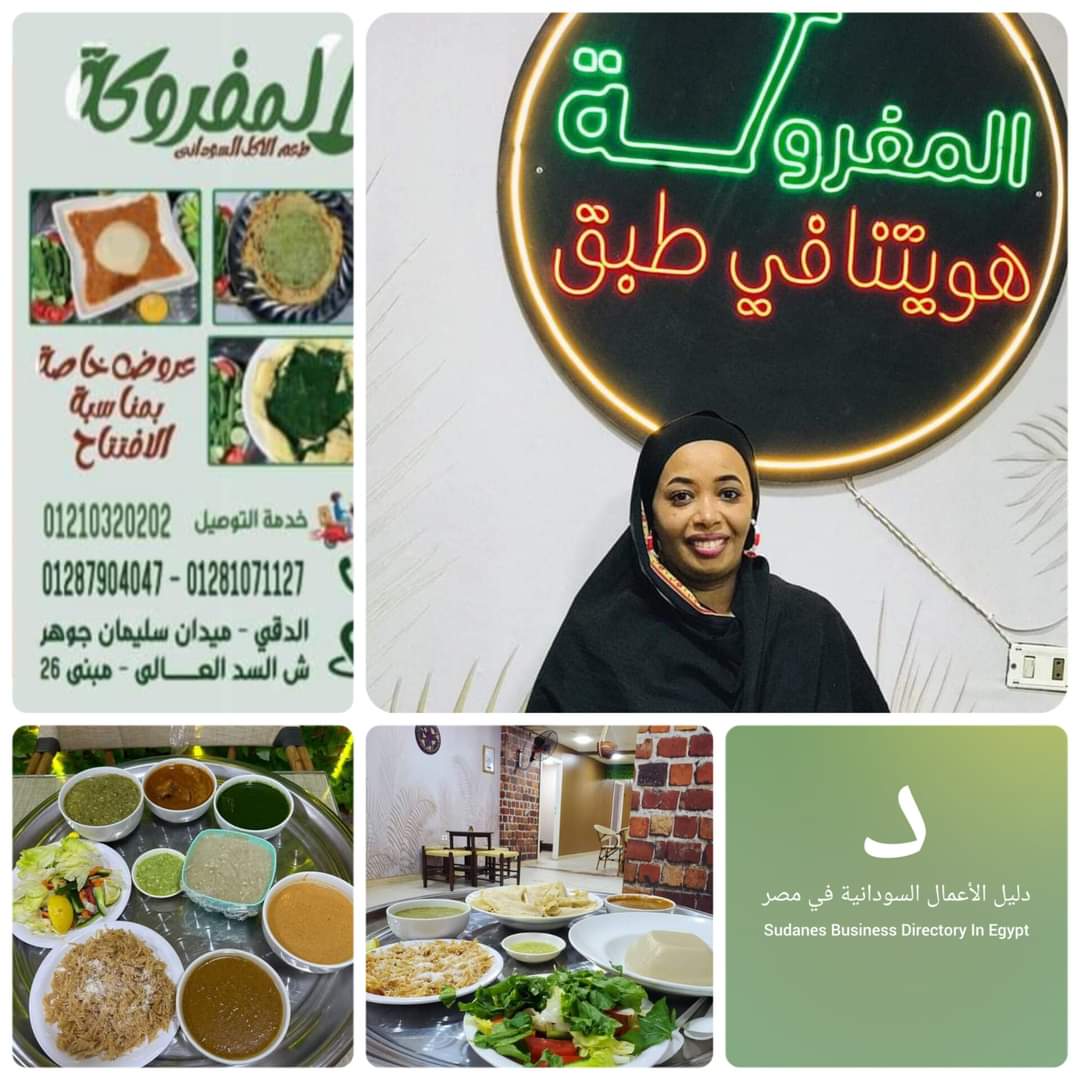 المفروكة
طعم الاكل السوداني
عروض خاصة
بمناسبة
الافتتاح
خدمة التوصيل 01210320202
01287904047 - 01281071127
الدقي - ميدان سليمان جوهر
ش السد العـــالى - مبنى 26
المفروكة
هويتنا في طبق
د
دليل الأعمال السودانية في مصر
Sudanes Business Directory In Egypt